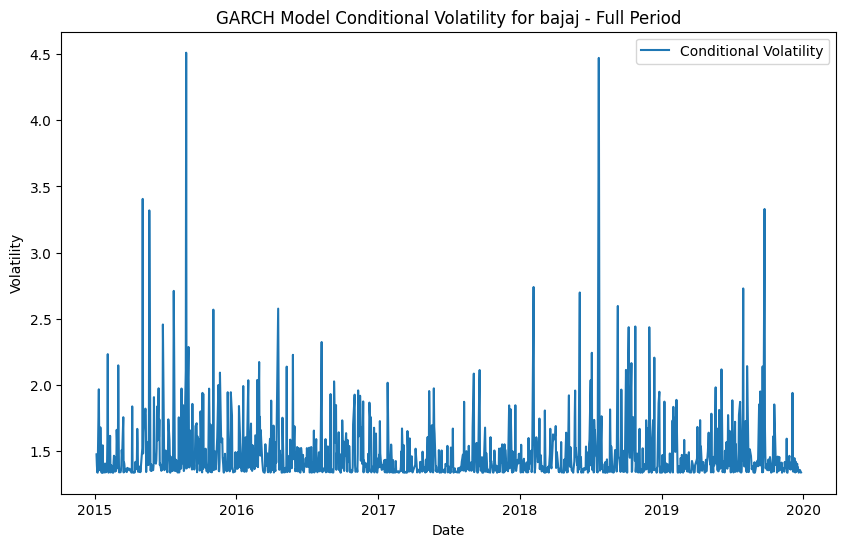 GARCH Model Conditional Volatility for bajaj - Full Period
Conditional Volatility
4.5
4.0
3.5
3.0
2.5
2.0
1.5
Volatility
2015 2016 2017 2018 2019 2020
Date